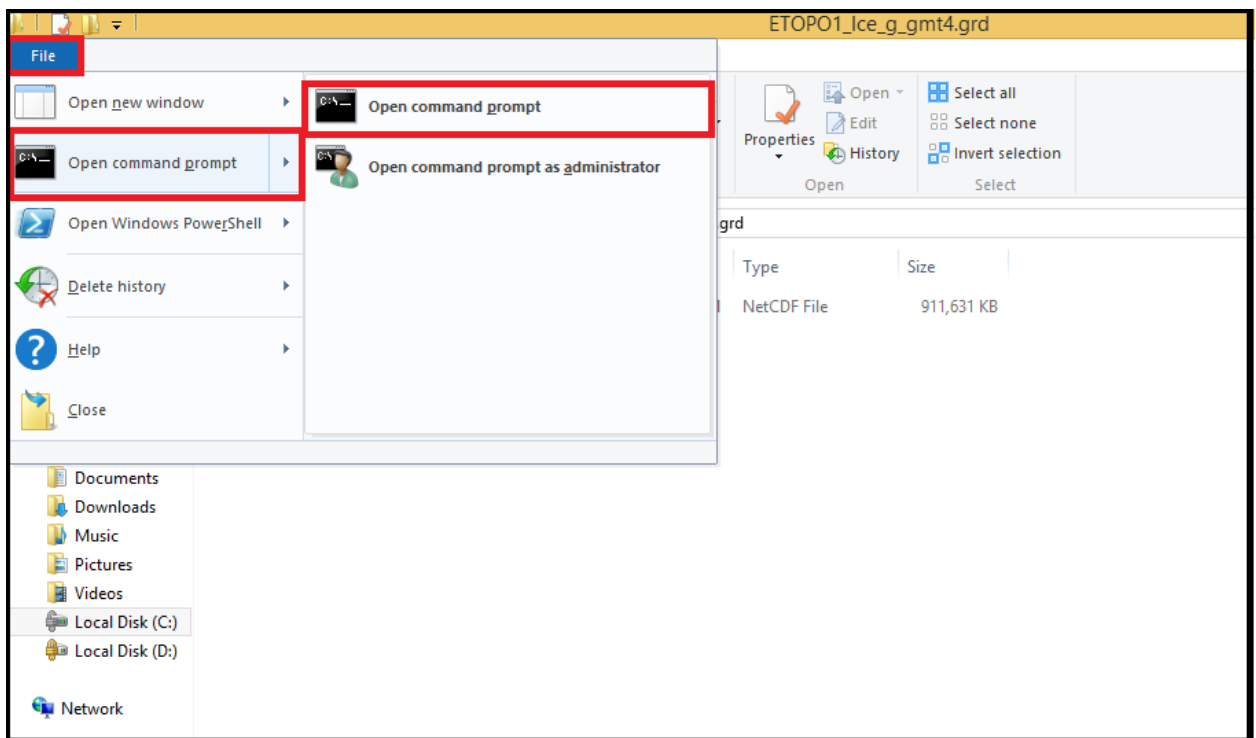 ETOPO1_Ice_g_gmt4.grd
File
Open new window
Open command prompt
Open Windows PowerShell
Delete history
Help
Close
Open command prompt
Open command prompt as administrator
Properties
Open
Edit
History
Open
Select all
Select none
Invert selection
Select
.grd
Type
Size
NetCDF File
911,631 KB
Documents
Downloads
Music
Pictures
Videos
Local Disk (C:)
Local Disk (D:)
Network